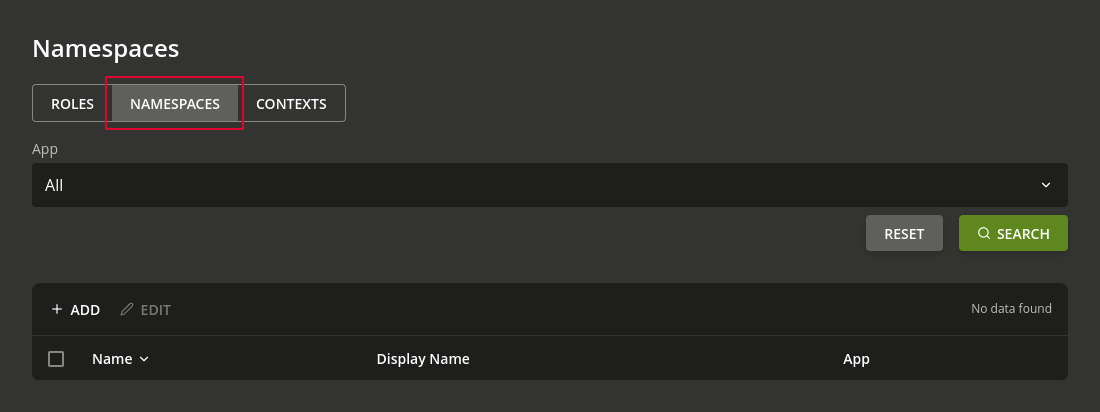 Namespaces
ROLES NAMESPACES CONTEXTS
App
All
RESET SEARCH
ADD EDIT No data found
Name Display Name App